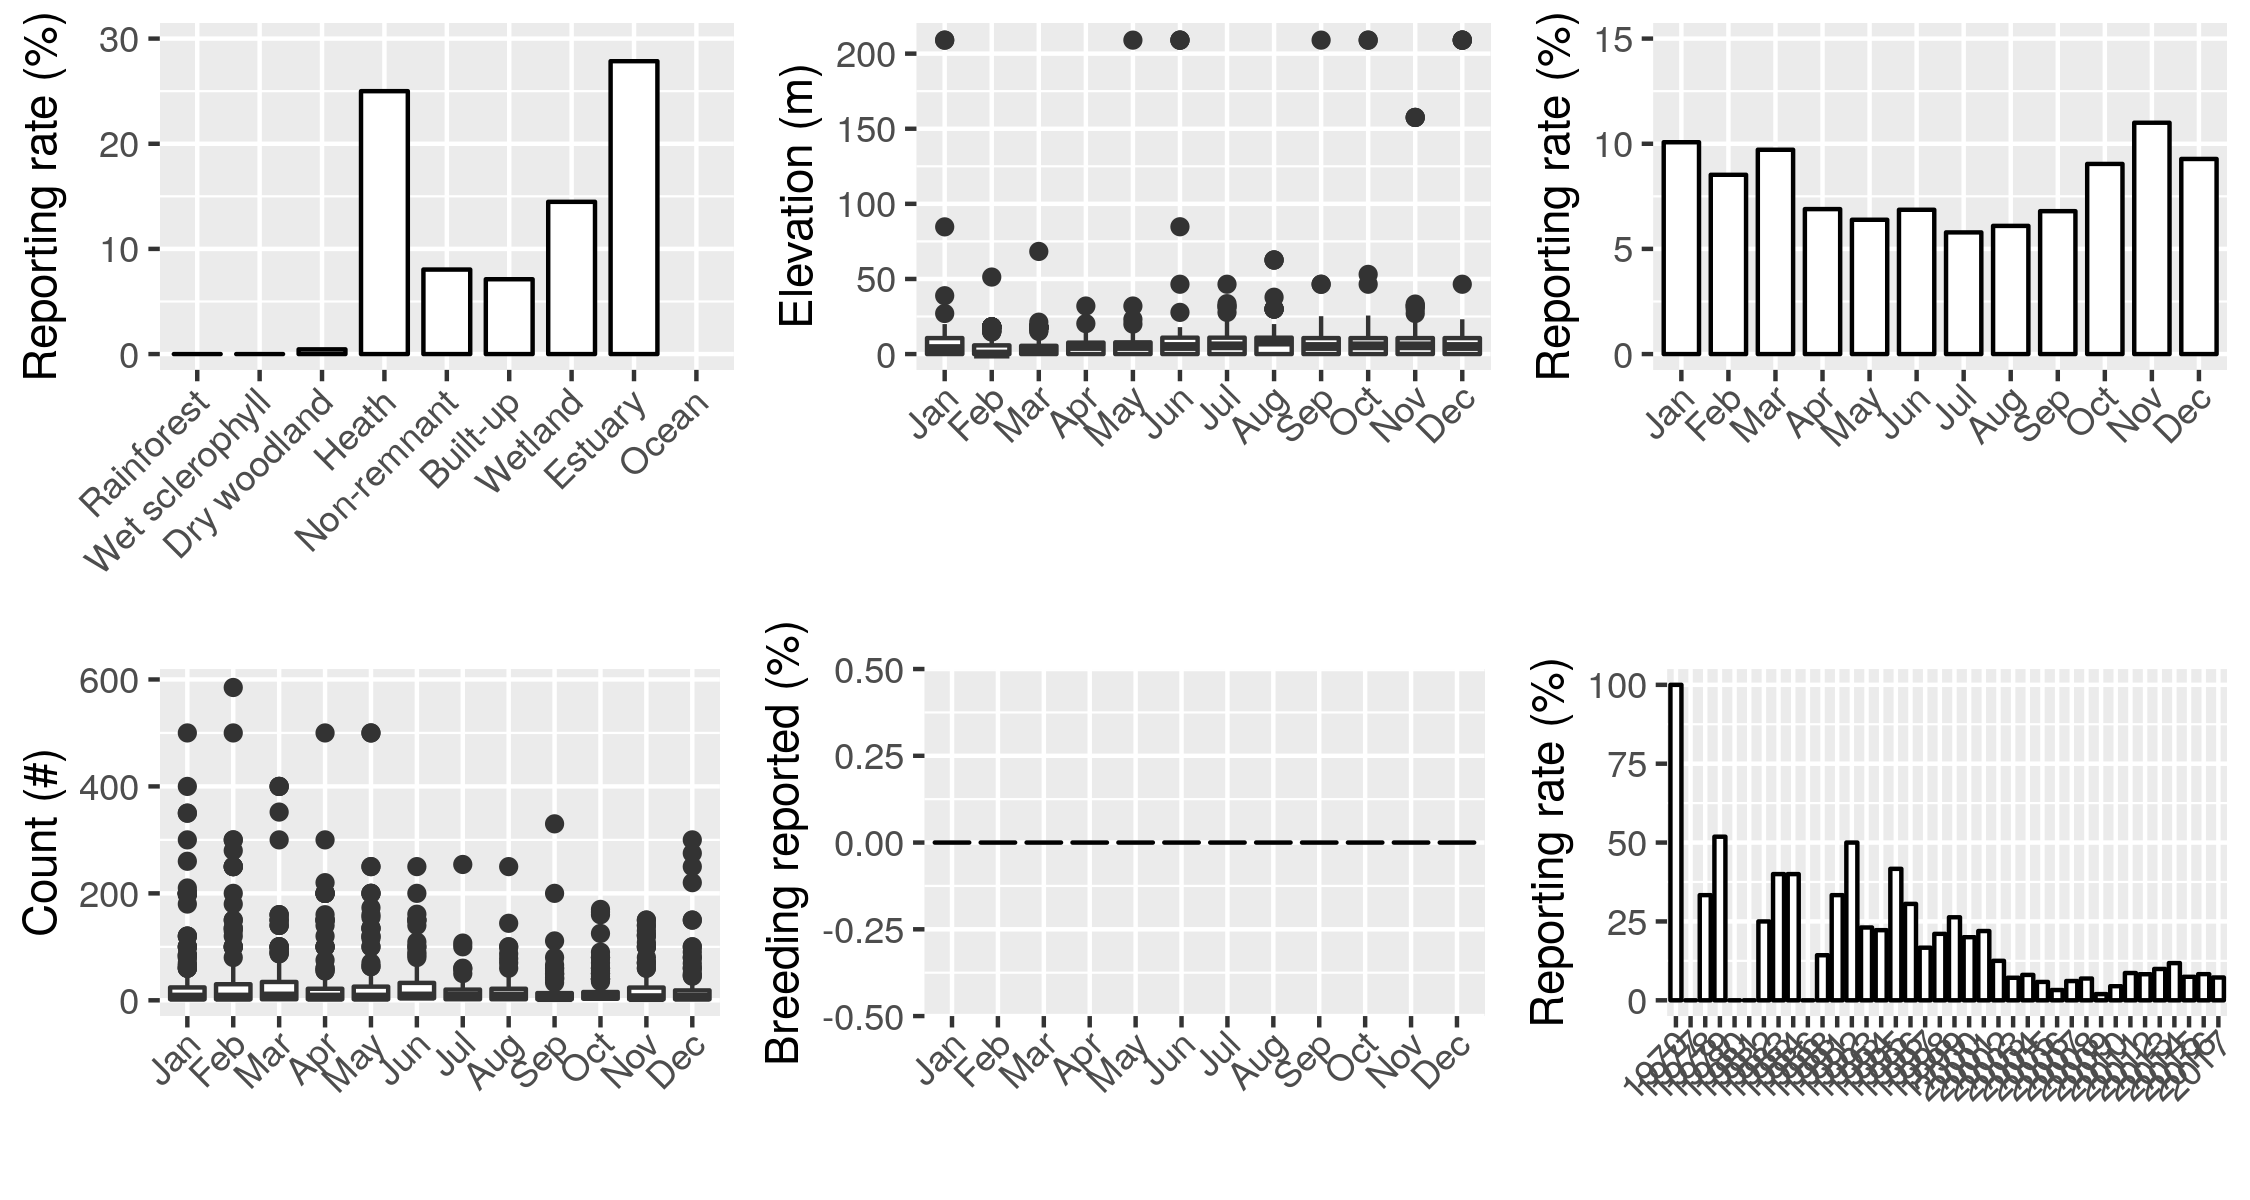 Reporting rate (%)
30
20
10
0
Rainforest
Wet sclerophyll
Dry woodland
Heath
Non-remnant
Built-up
Wetland
Estuary
Ocean
Elevation (m)
200
150
100
50
0
Jan
Feb
Mar
Apr
May
Jun
Jul
Aug
Sep
Oct
Nov
Dec
Reporting rate (%)
15
10
5
0
Jan
Feb
Mar
Apr
May
Jun
Jul
Aug
Sep
Oct
Nov
Dec
Count (#)
600
400
200
0
Jan
Feb
Mar
Apr
May
Jun
Jul
Aug
Sep
Oct
Nov
Dec
Breeding reported (%)
0.50
0.25
0.00
-0.25
-0.50
Jan
Feb
Mar
Apr
May
Jun
Jul
Aug
Sep
Oct
Nov
Dec
Reporting rate (%)
100
75
50
25
0